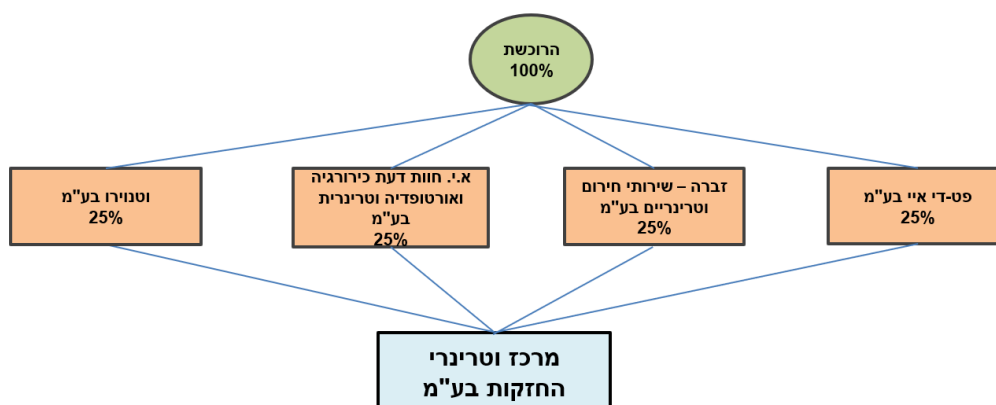 הרוכשת
100%
פט-די איי בע"מ
25%
זברה – שירותי חירום
וטרינריים בע"מ
25%
א.י. חוות דעת כירורגיה
ואורטופדיה וטרינרית
בע"מ
25%
וטנוירו בע"מ
25%
מרכז וטרינרי
החזקות בע"מ